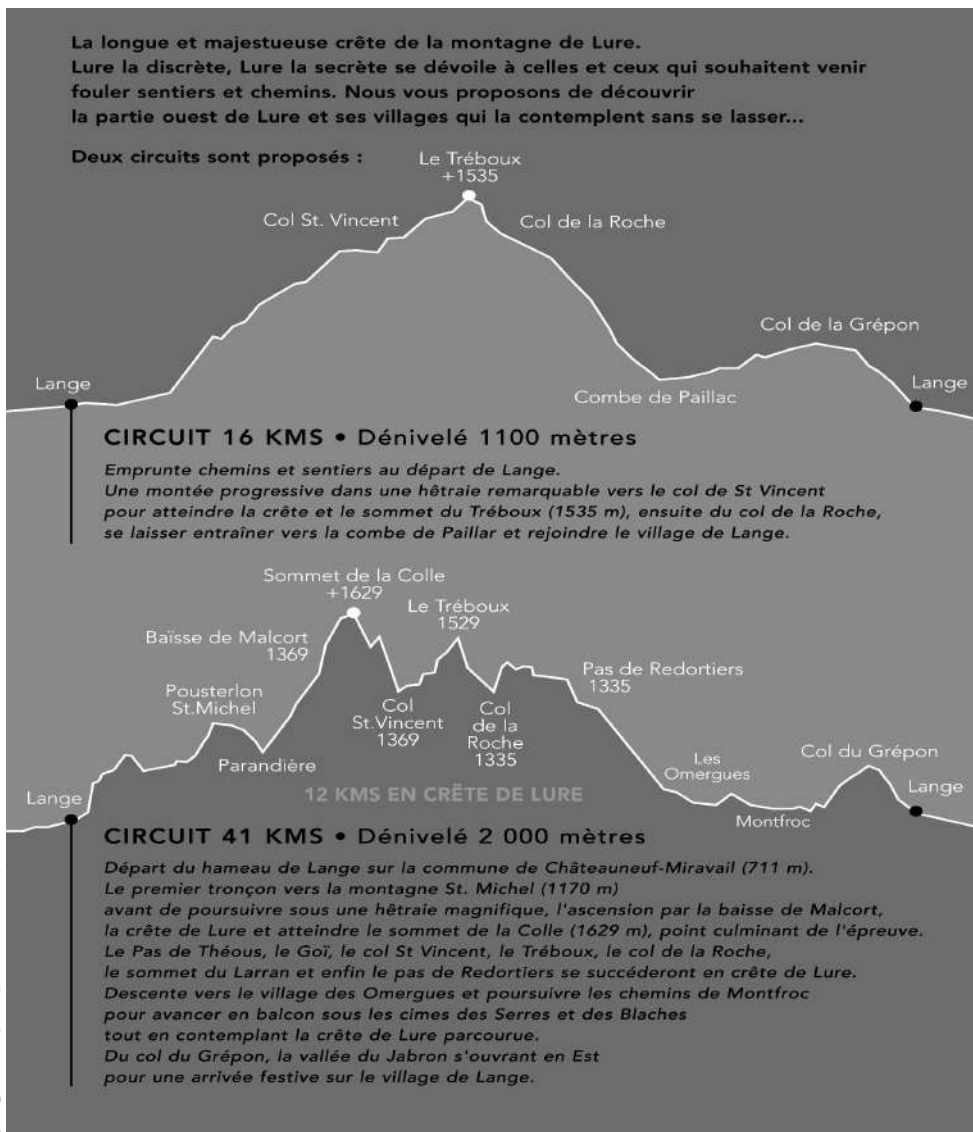 La longue et majestueuse crête de la montagne de Lure.
Lure la discrète, Lure la secrète se dévoile à celles et ceux qui souhaitent venir
fouler sentiers et chemins. Nous vous proposons de découvrir
la partie ouest de Lure et ses villages qui la contemplent sans se lasser...
Deux circuits sont proposés :
Le Tréboux
+1535
Col St. Vincent
Col de la Roche
Col de la Grépon
Lange
Combe de Paillac
Lange
CIRCUIT 16 KMS • Dénivelé 1100 mètres
Emprunte chemins et sentiers au départ de Lange.
Une montée progressive dans une hêtraie remarquable vers le col de St Vincent
pour atteindre la crête et le sommet du Tréboux (1535 m), ensuite du col de la Roche,
se laisser entraîner vers la combe de Paillar et rejoindre le village de Lange.
Sommet de la Colle
+1629
Le Tréboux
1529
Baïsse de Malcort
1369
Pas de Redortiers
1335
Pousterlon
St.Michel
Col
St.Vincent
1369
Col
de la
Roche
1335
Parandière
Les
Omergues
Col du Grépon
Lange
12 KMS EN CRÊTE DE LURE
Montfroc
Lange
CIRCUIT 41 KMS • Dénivelé 2 000 mètres
Départ du hameau de Lange sur la commune de Châteauneuf-Miravail (711 m).
Le premier tronçon vers la montagne St. Michel (1170 m)
avant de poursuivre sous une hêtraie magnifique, l'ascension par la baisse de Malcort,
la crête de Lure et atteindre le sommet de la Colle (1629 m), point culminant de l'épreuve.
Le Pas de Théous, le Goï, le col St Vincent, le Tréboux, le col de la Roche,
le sommet du Larran et enfin le pas de Redortiers se succéderont en crête de Lure.
Descente vers le village des Omergues et poursuivre les chemins de Montfroc
pour avancer en balcon sous les cimes des Serres et des Blaches
tout en contemplant la crête de Lure parcourue.
Du col du Grépon, la vallée du Jabron s'ouvrant en Est
pour une arrivée festive sur le village de Lange.